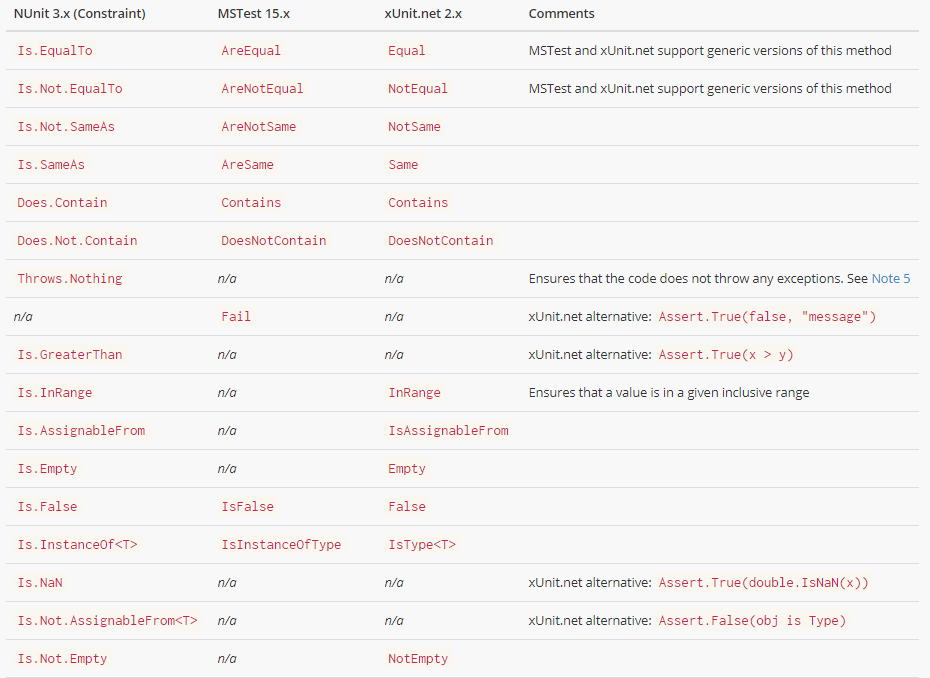 NUnit 3.x (Constraint) MSTest 15.x xUnit.net 2.x Comments
Is.EqualTo AreEqual Equal MSTest and xUnit.net support generic versions of this method
Is.Not.EqualTo AreNotEqual NotEqual MSTest and xUnit.net support generic versions of this method
Is.Not.SameAs AreNotSame NotSame
Is.SameAs AreSame Same
Does.Contain Contains Contains
Does.Not.Contain DoesNotContain DoesNotContain
Throws.Nothing n/a n/a Ensures that the code does not throw any exceptions. See Note 5
n/a Fail n/a xUnit.net alternative: Assert.True(false, "message")
Is.GreaterThan n/a n/a xUnit.net alternative: Assert.True(x > y)
Is.InRange n/a InRange Ensures that a value is in a given inclusive range
Is.AssignableFrom n/a IsAssignableFrom
Is.Empty n/a Empty
Is.False IsFalse False
Is.InstanceOf<T> IsInstanceOfType IsType<T>
Is.NaN n/a n/a xUnit.net alternative: Assert.True(double.IsNaN(x))
Is.Not.AssignableFrom<T> n/a n/a xUnit.net alternative: Assert.False(obj is Type)
Is.Not.Empty n/a NotEmpty